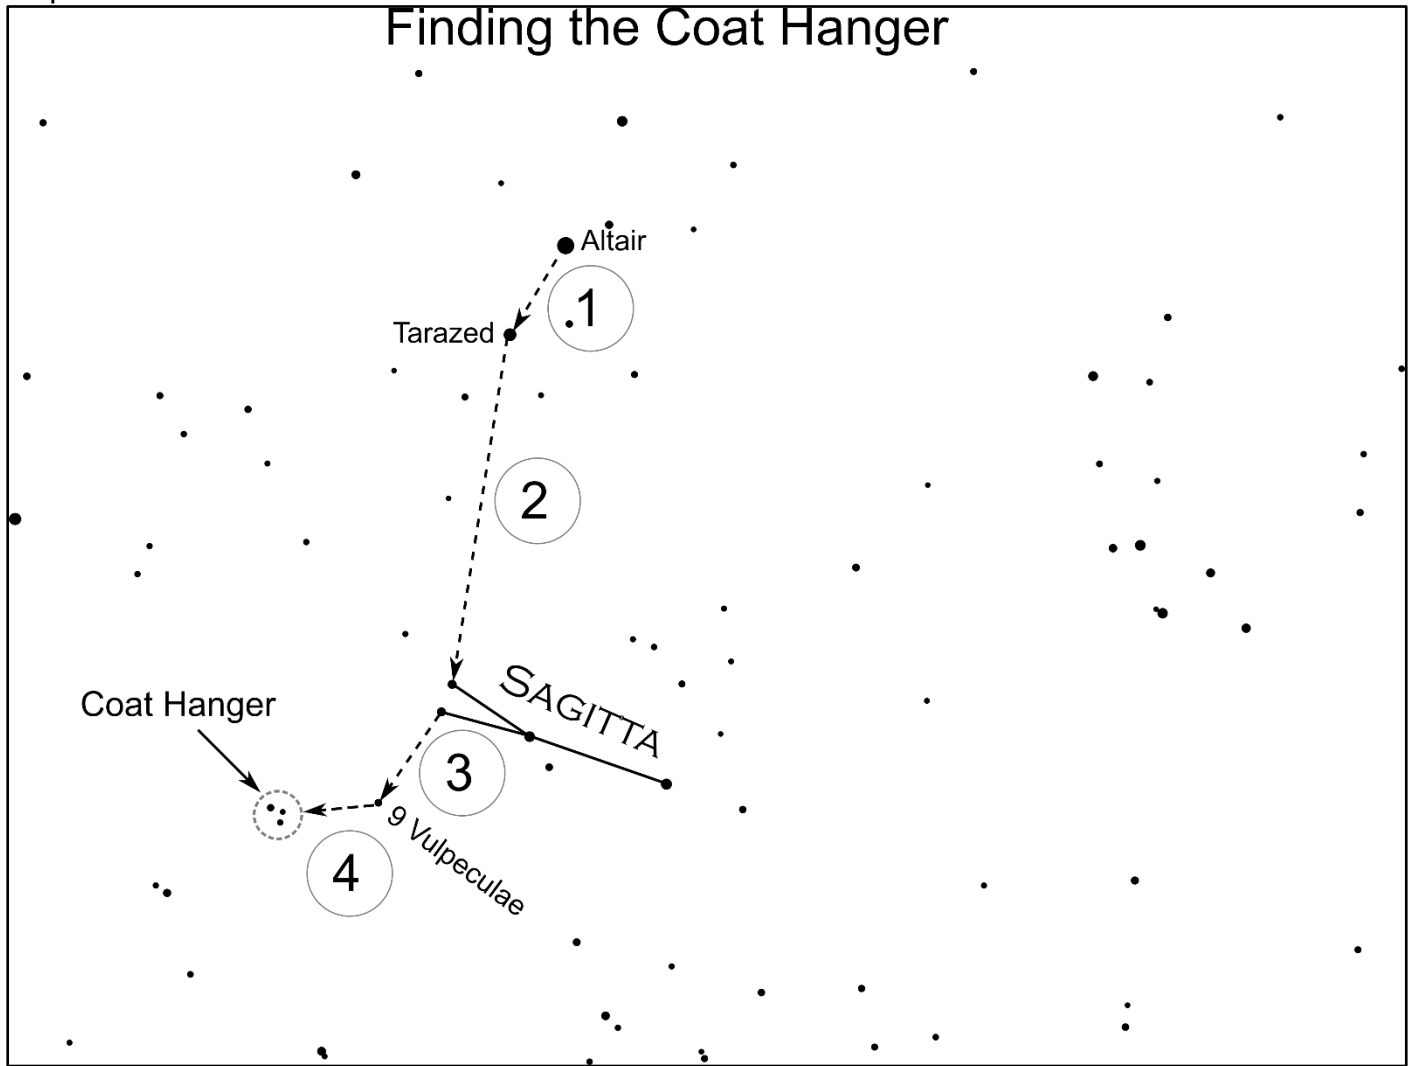 Finding the Coat Hanger
Altair
1
Tarazed
2
SAGITTA
Coat Hanger
3
9 Vulpeculae
4